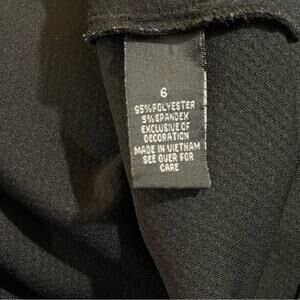 6
95%POLYESTER
5%SPANDEX
EXCLUSIVE OF
DECORATION
MADE IN VIETNAM
SEE OVER FOR
CARE